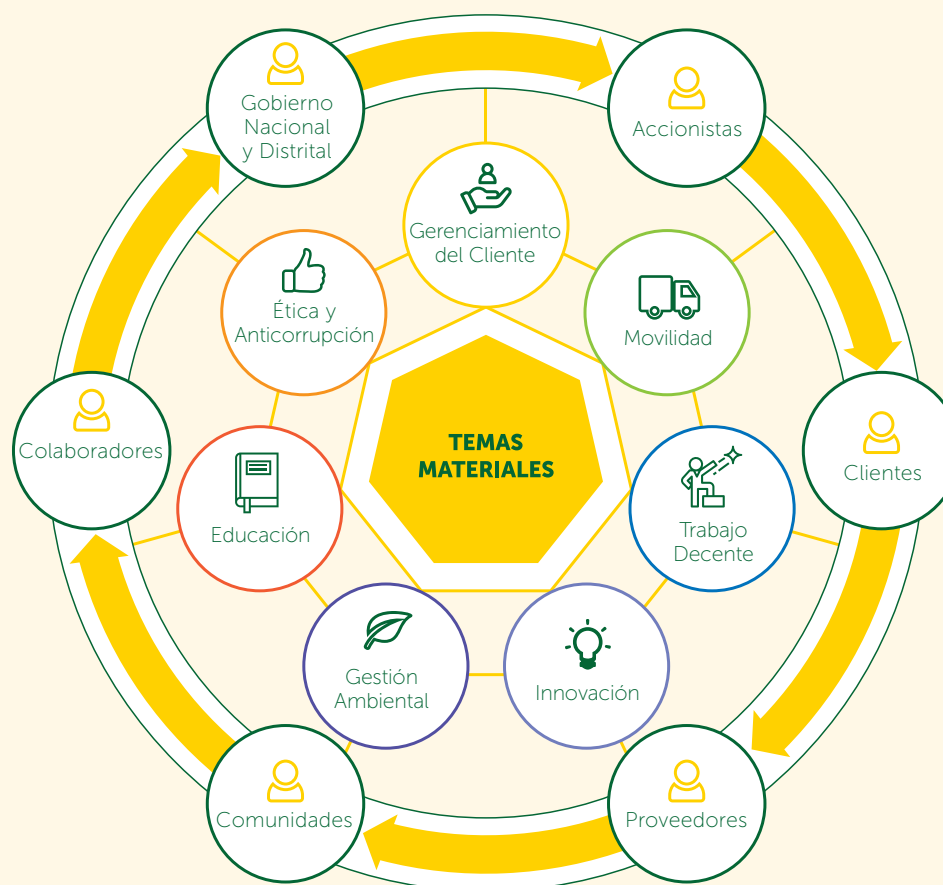 Gobierno
Nacional
y Distrital
Accionistas
Gerenciamiento
del Cliente
Ética y
Anticorrupción
Movilidad
TEMAS
MATERIALES
Colaboradores
Clientes
Educación
Trabajo
Decente
Gestión
Ambiental
Innovación
Comunidades
Proveedores